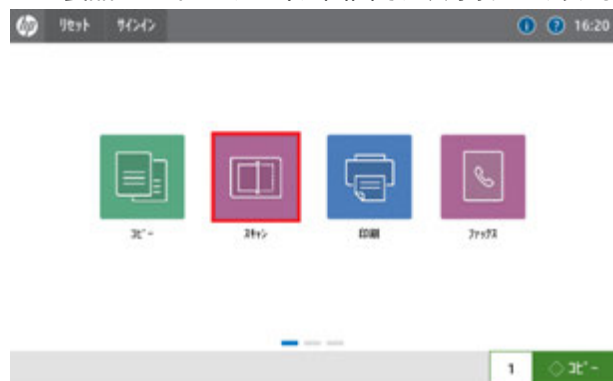 hp リセット サインイン 16:20
コピー スキャン 印刷 ファックス
1 コピー